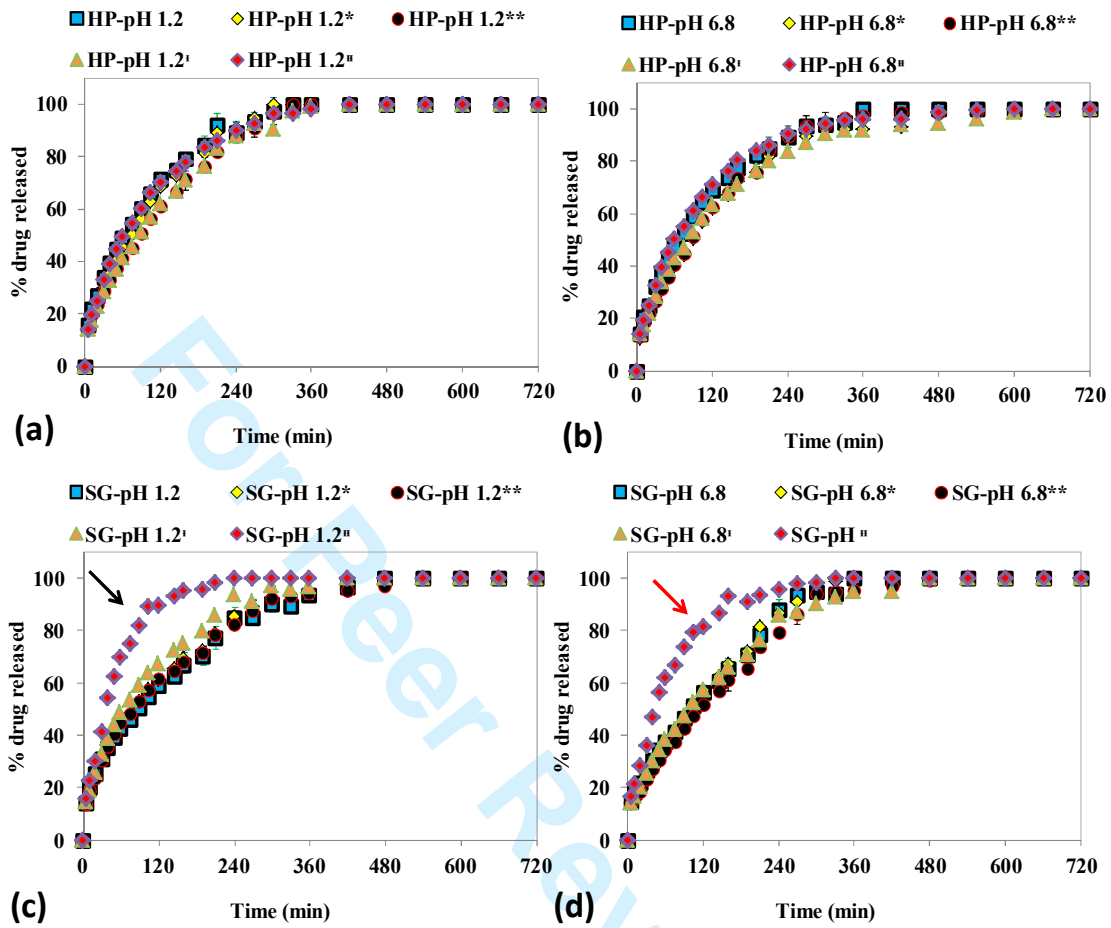 HP-pH 1.2 HP-pH 1.2* HP-pH 1.2**
HP-pH 1.2ᴵ HP-pH 1.2ᴵᴵ
% drug released
100
80
60
40
20
0
0 120 240 360 480 600 720
(a)
Time (min)
HP-pH 6.8 HP-pH 6.8* HP-pH 6.8**
HP-pH 6.8ᴵ HP-pH 6.8ᴵᴵ
% drug released
100
80
60
40
20
0
0 120 240 360 480 600 720
(b)
Time (min)
SG-pH 1.2 SG-pH 1.2* SG-pH 1.2**
SG-pH 1.2ᴵ SG-pH 1.2ᴵᴵ
% drug released
100
80
60
40
20
0
0 120 240 360 480 600 720
(c)
Time (min)
SG-pH 6.8 SG-pH 6.8* SG-pH 6.8**
SG-pH 6.8ᴵ SG-pH ᴵᴵ
% drug released
100
80
60
40
20
0
0 120 240 360 480 600 720
(d)
Time (min)
For Peer Rev